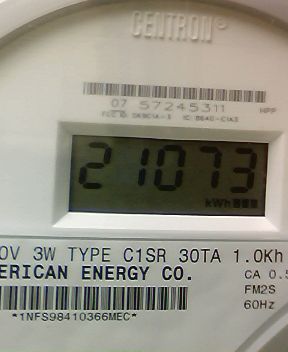 CENTRON®
07 57245311
HPP
21073
kWh
0V 3W TYPE C1SR 30TA 1.0Kh
ERICAN ENERGY CO.
CA 0.5
FM2S
60Hz
*1NFS98410366MEC*